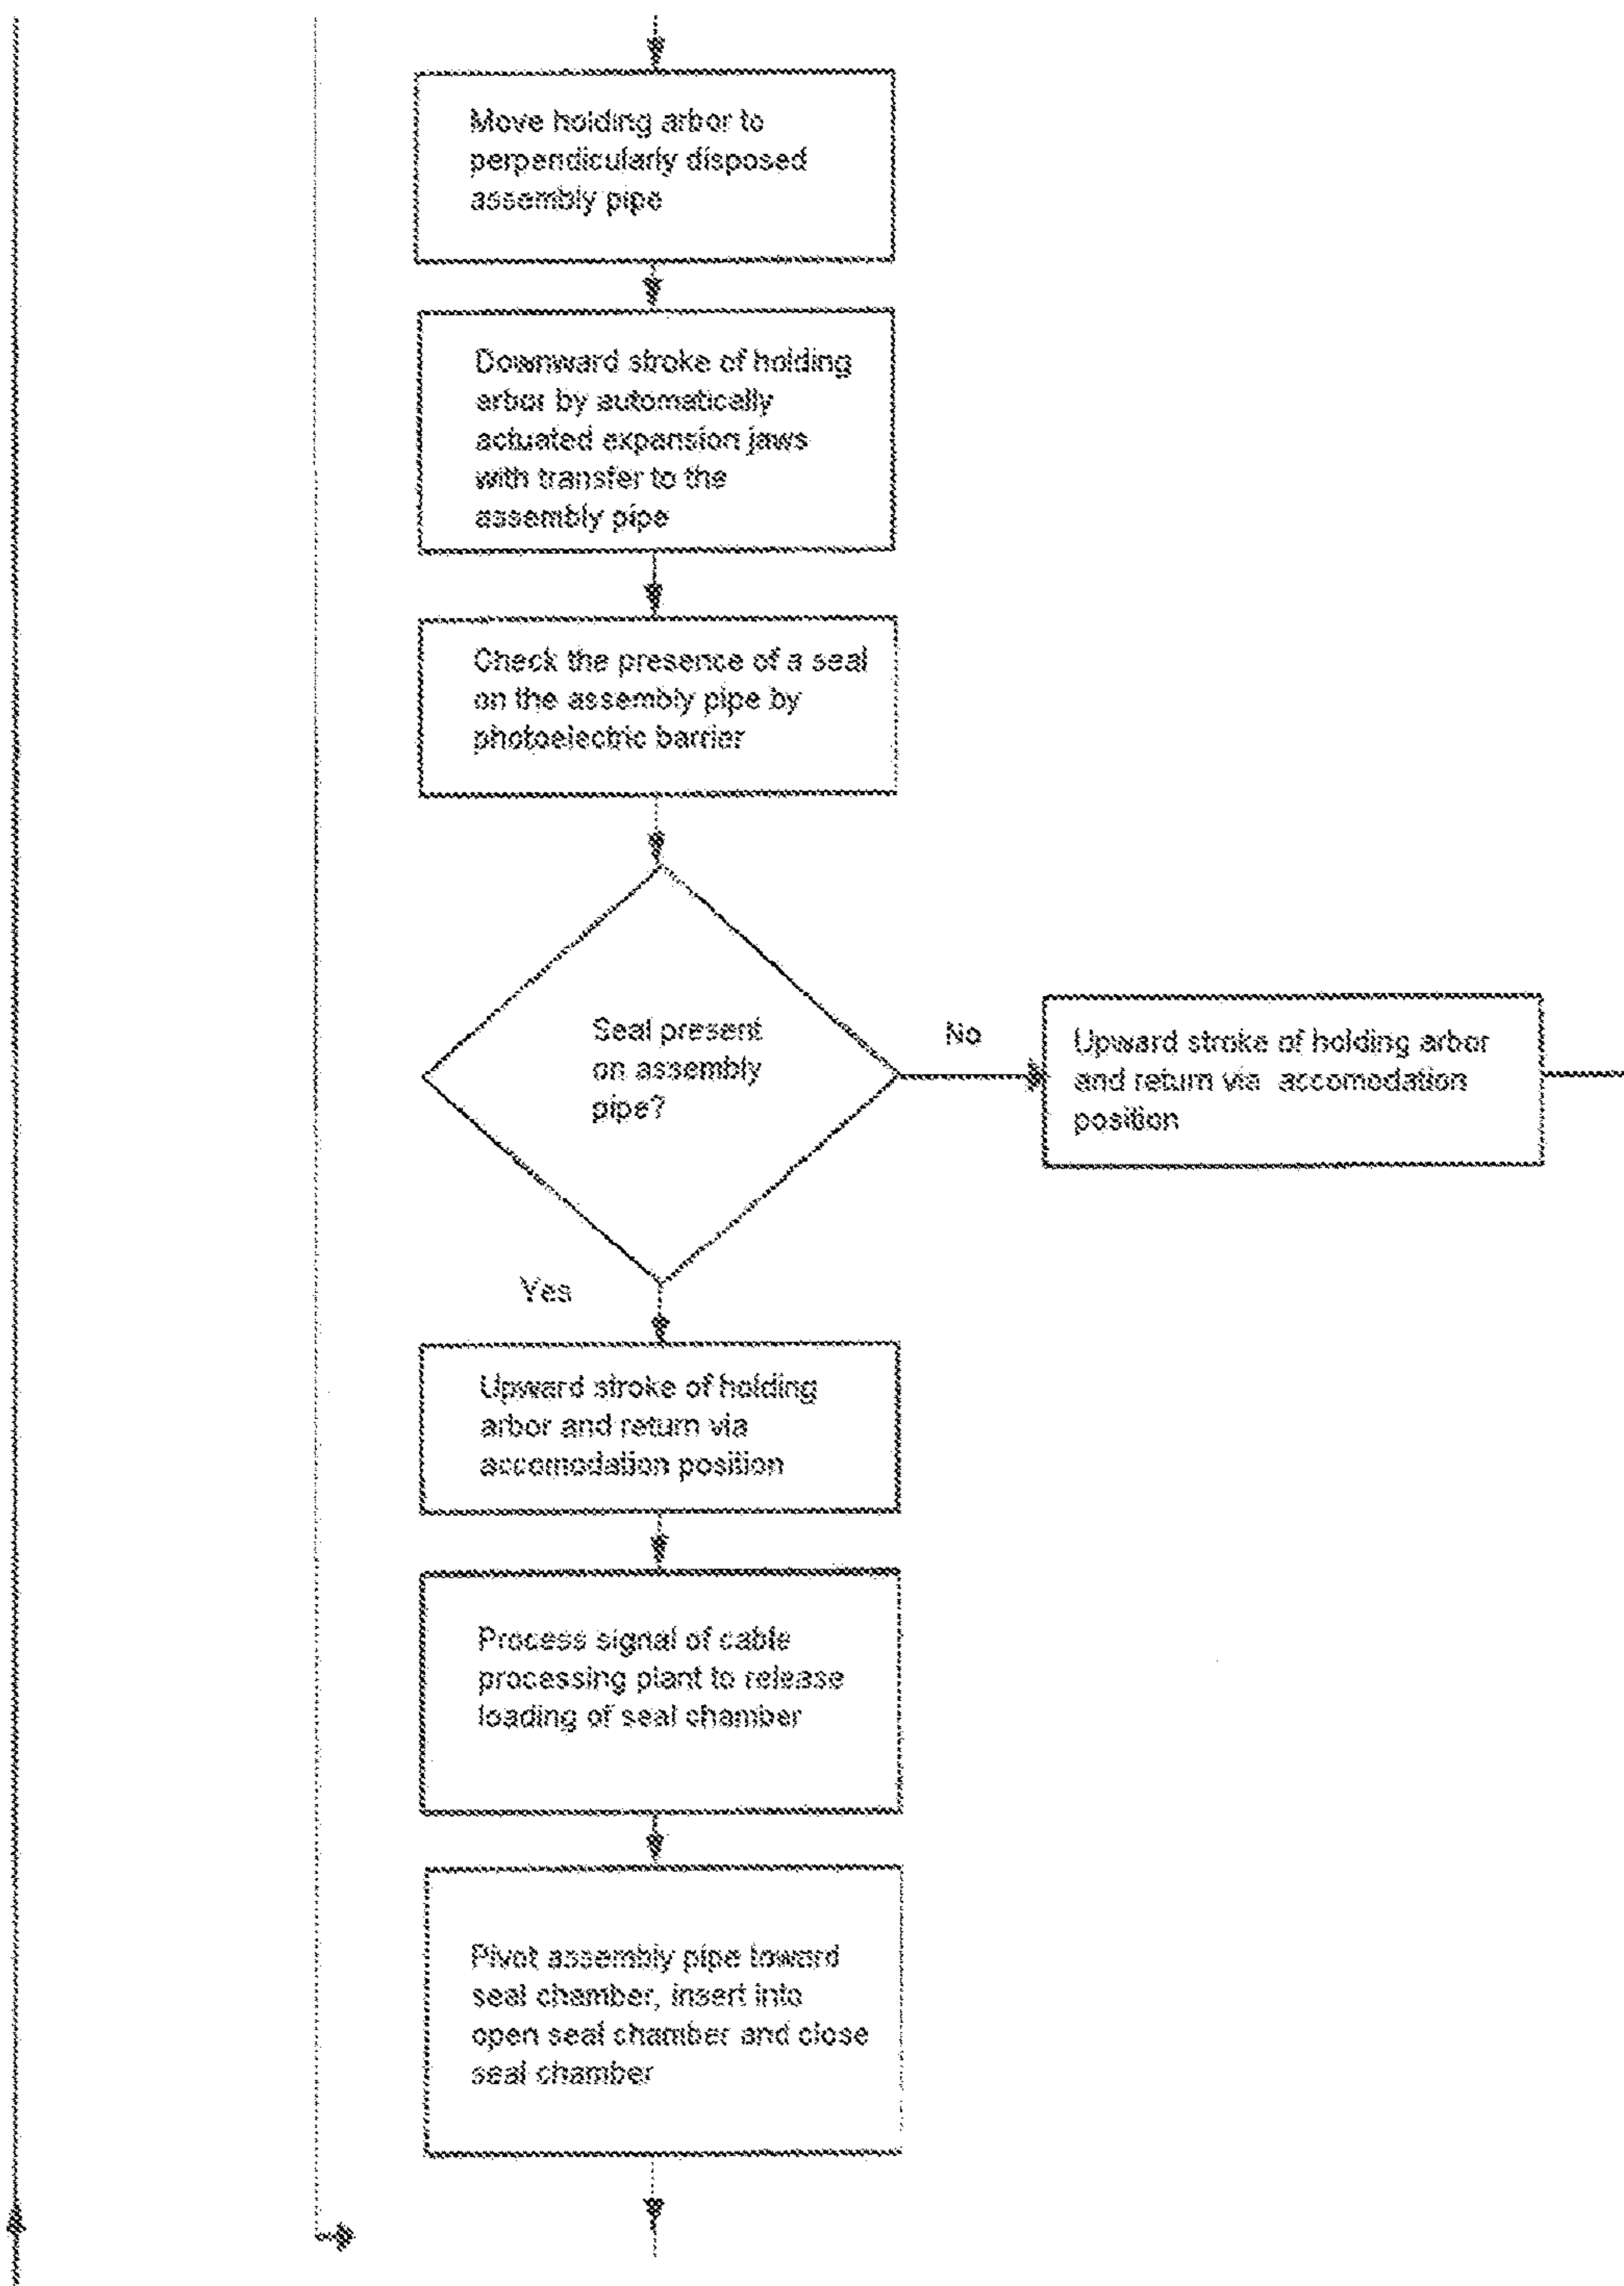 Move holding arbor to
perpendicularly disposed
assembly pipe
Downward stroke of holding
arbor by automatically
actuated expansion jaws
with transfer to the
assembly pipe
Check the presence of a seal
on the assembly pipe by
photoelectric barrier
Seal present
on assembly
pipe?
No
Upward stroke of holding arbor
and return via accomodation
position
Yes
Upward stroke of holding
arbor and return via
accomodation position
Process signal of cable
processing plant to release
loading of seal chamber
Pivot assembly pipe toward
seal chamber, insert into
open seal chamber and close
seal chamber